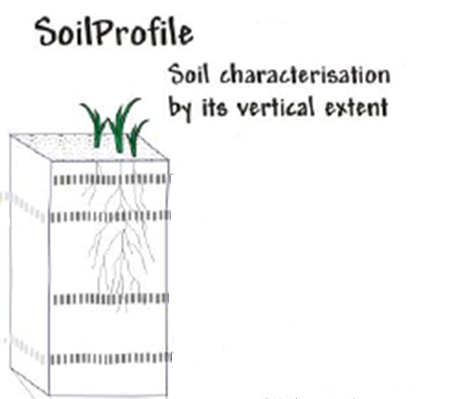 SoilProfile
Soil characterisation
by its vertical extent